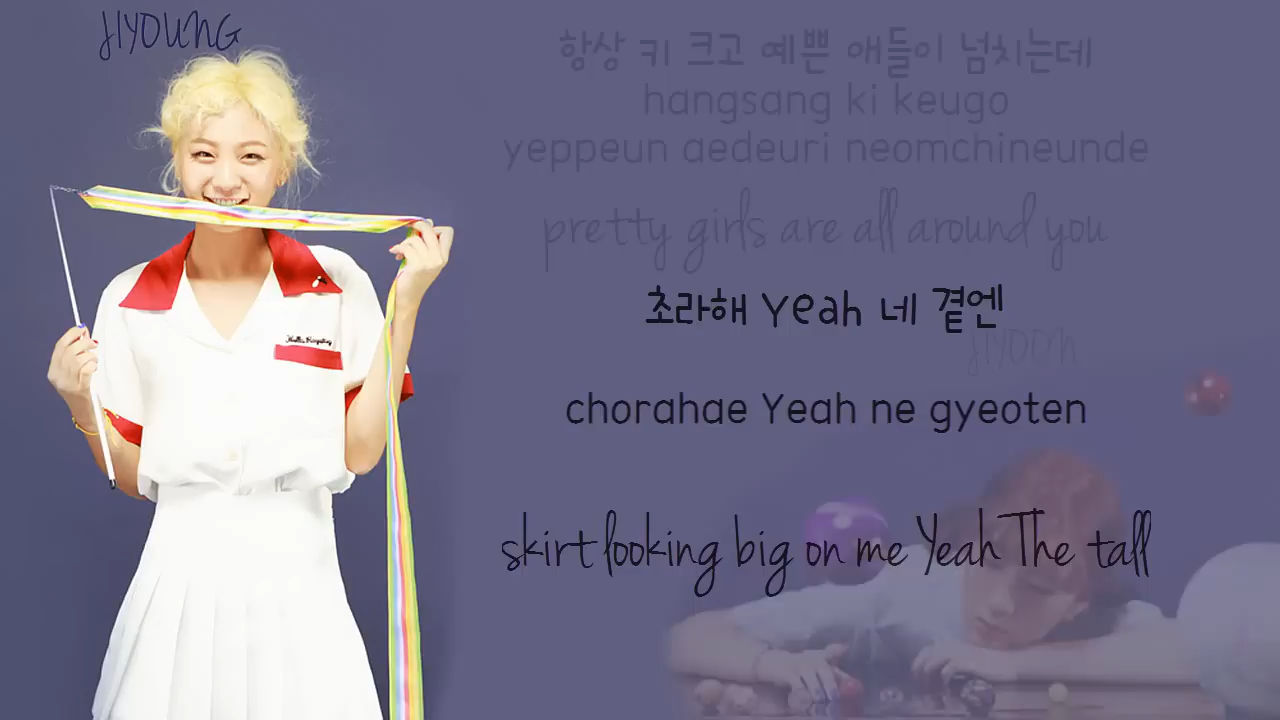 JIYOUNG
항상 키 크고 예쁜 애들이 넘치는데
hangsang ki keugo
yeppeun aedeuri neomchineunde
pretty girls are all around you
초라해 Yeah 네 곁엔
JIYOON
chorahae Yeah ne gyeoten
skirt looking big on me Yeah The tall